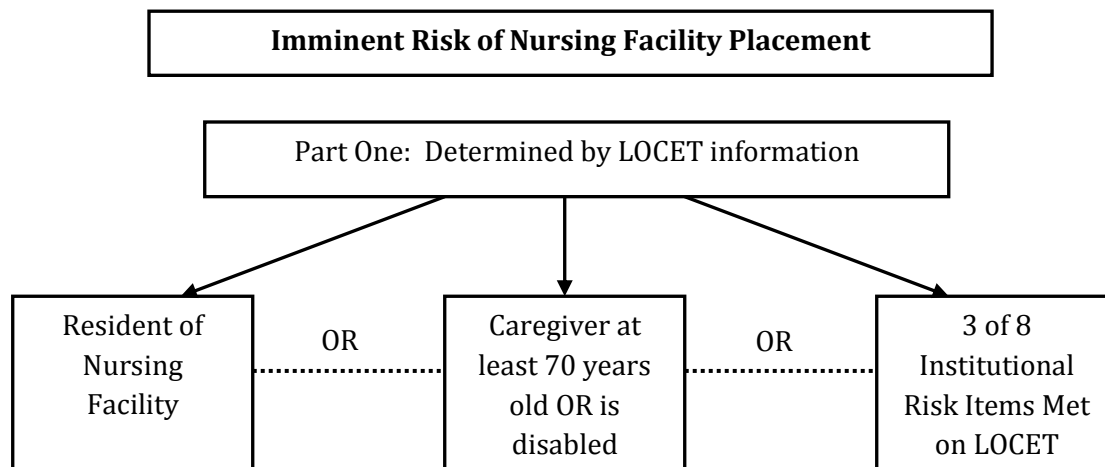 Imminent Risk of Nursing Facility Placement
Part One: Determined by LOCET information
Resident of
Nursing
Facility
OR
Caregiver at
least 70 years
old OR is
disabled
OR
3 of 8
Institutional
Risk Items Met
on LOCET